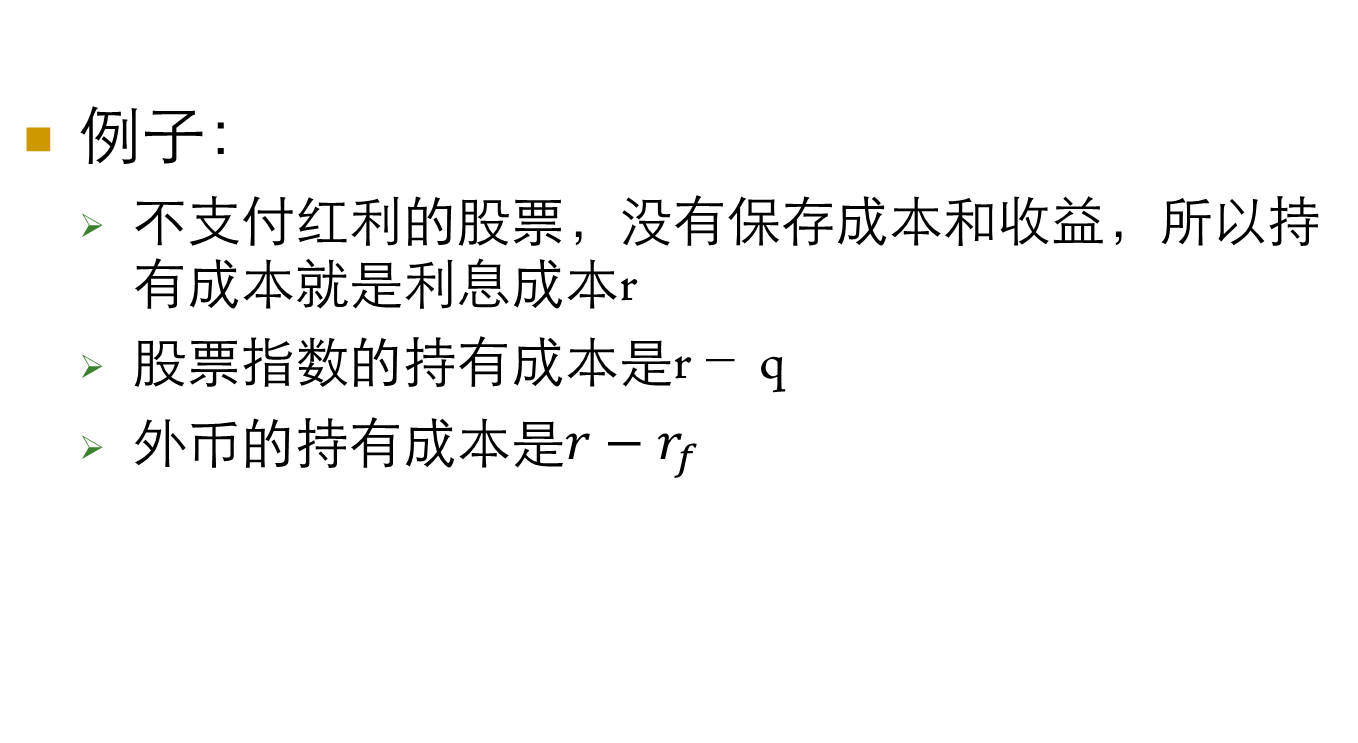 例子：
不支付红利的股票，没有保存成本和收益，所以持
有成本就是利息成本r
股票指数的持有成本是r－ q
外币的持有成本是r − r_f